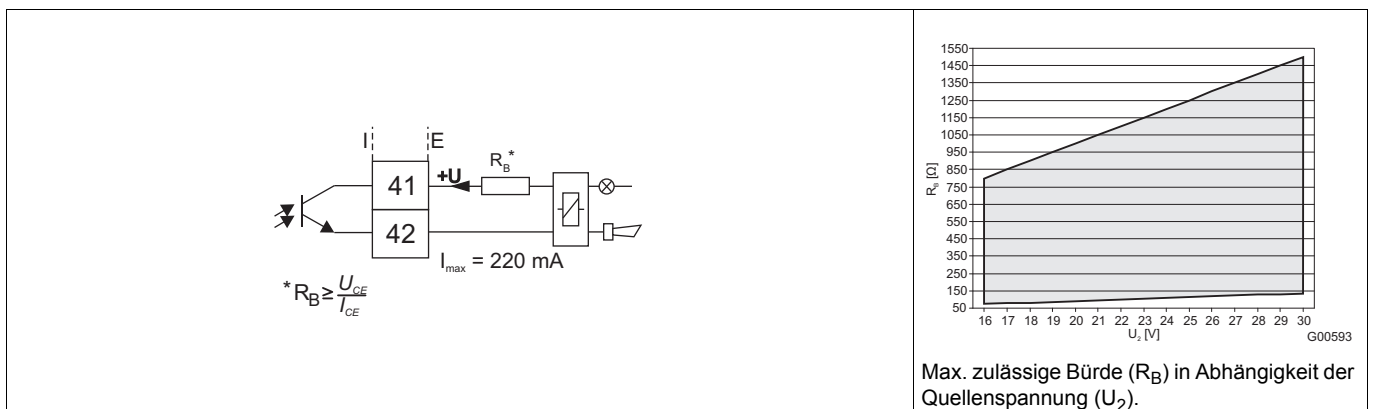 I E
R_B*
41 +U
42
I_max = 220 mA
* R_B ≥ U_CE / I_CE
1550
1450
1350
1250
1150
1050
950
850
750
650
550
450
350
250
150
50
R_B [Ω]
16 17 18 19 20 21 22 23 24 25 26 27 28 29 30
U_2 [V]
G00593
Max. zulässige Bürde (R_B) in Abhängigkeit der
Quellenspannung (U_2).